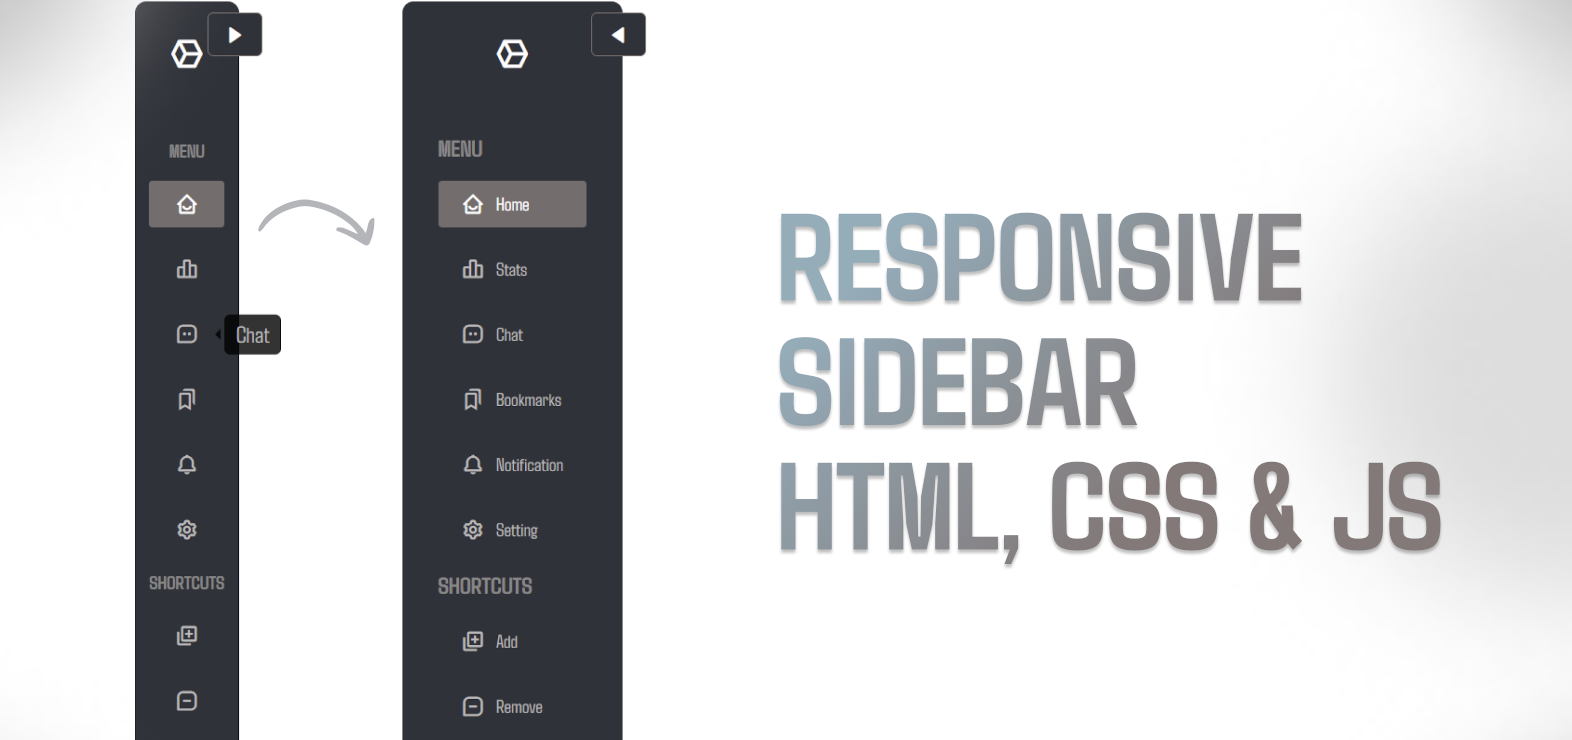 MENU
Chat
SHORTCUTS
MENU
Home
Stats
Chat
Bookmarks
Notification
Setting
SHORTCUTS
Add
Remove
RESPONSIVE
SIDEBAR
HTML, CSS & JS